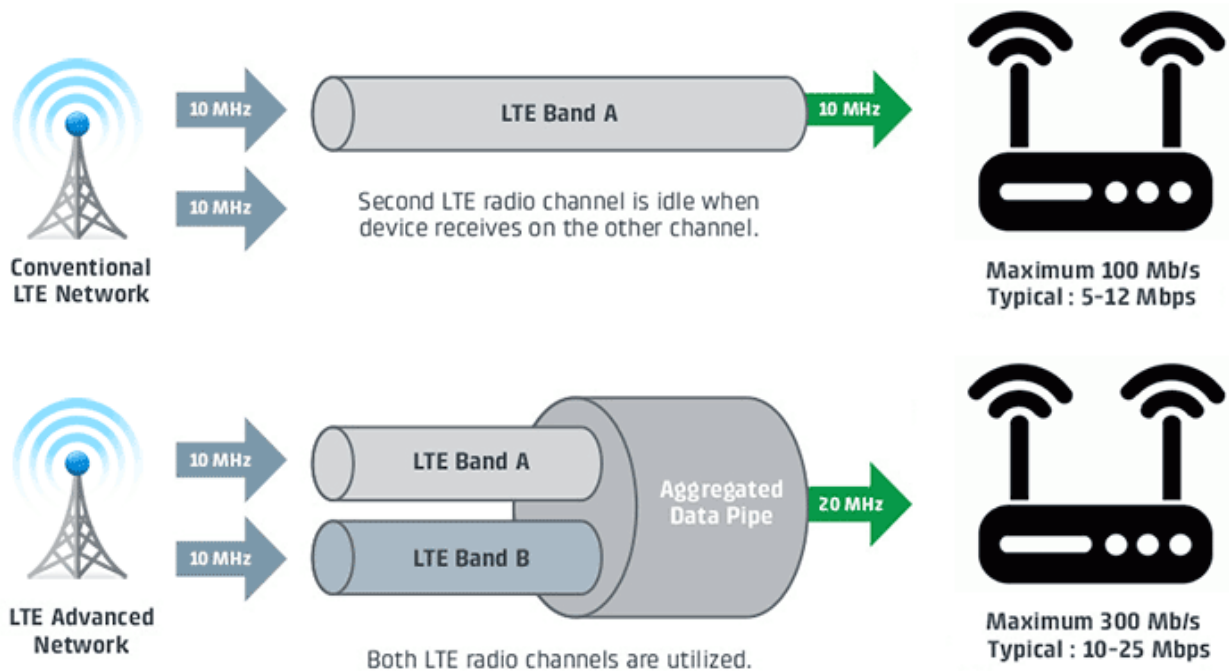 10 MHz
LTE Band A
10 MHz
10 MHz
Second LTE radio channel is idle when
device receives on the other channel.
Conventional
LTE Network
Maximum 100 Mb/s
Typical : 5-12 Mbps
10 MHz
LTE Band A
Aggregated
Data Pipe
20 MHz
10 MHz
LTE Band B
LTE Advanced
Network
Both LTE radio channels are utilized.
Maximum 300 Mb/s
Typical : 10-25 Mbps